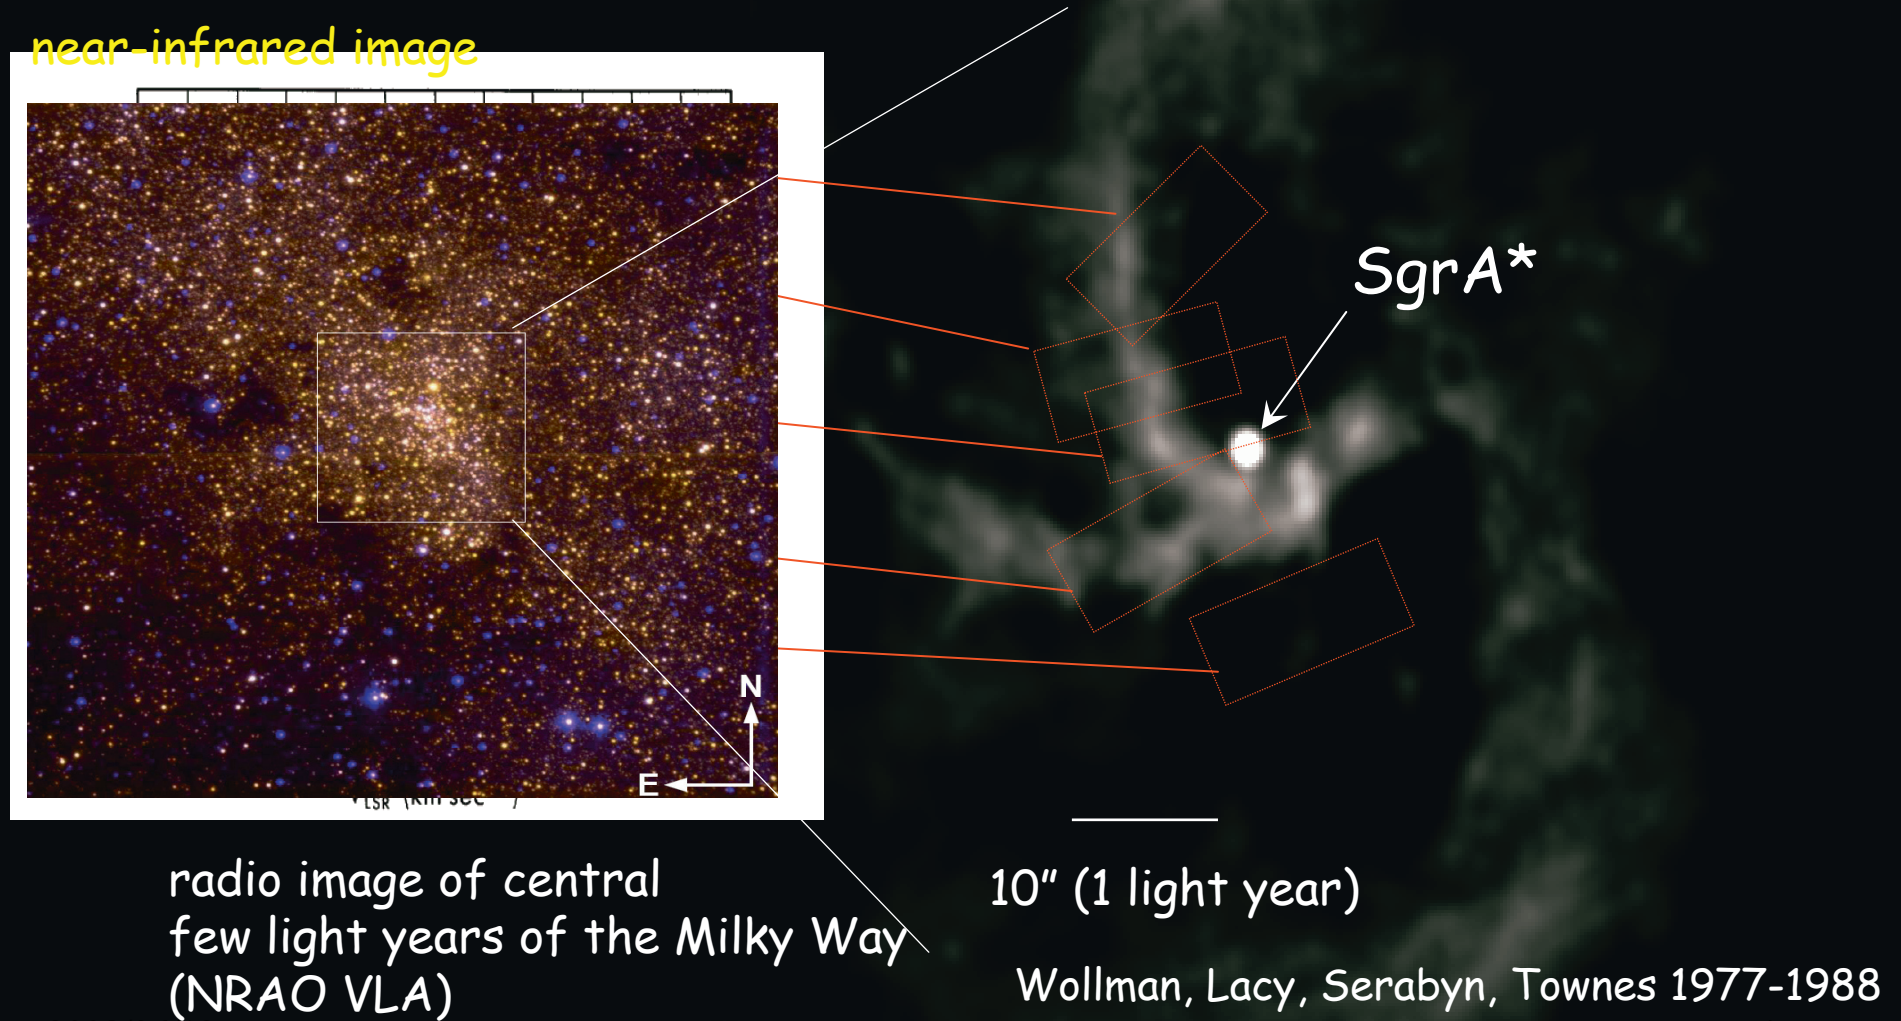 near-infrared image
SgrA*
N
E
LSR
radio image of central
few light years of the Milky Way
(NRAO VLA)
10” (1 light year)
Wollman, Lacy, Serabyn, Townes 1977-1988